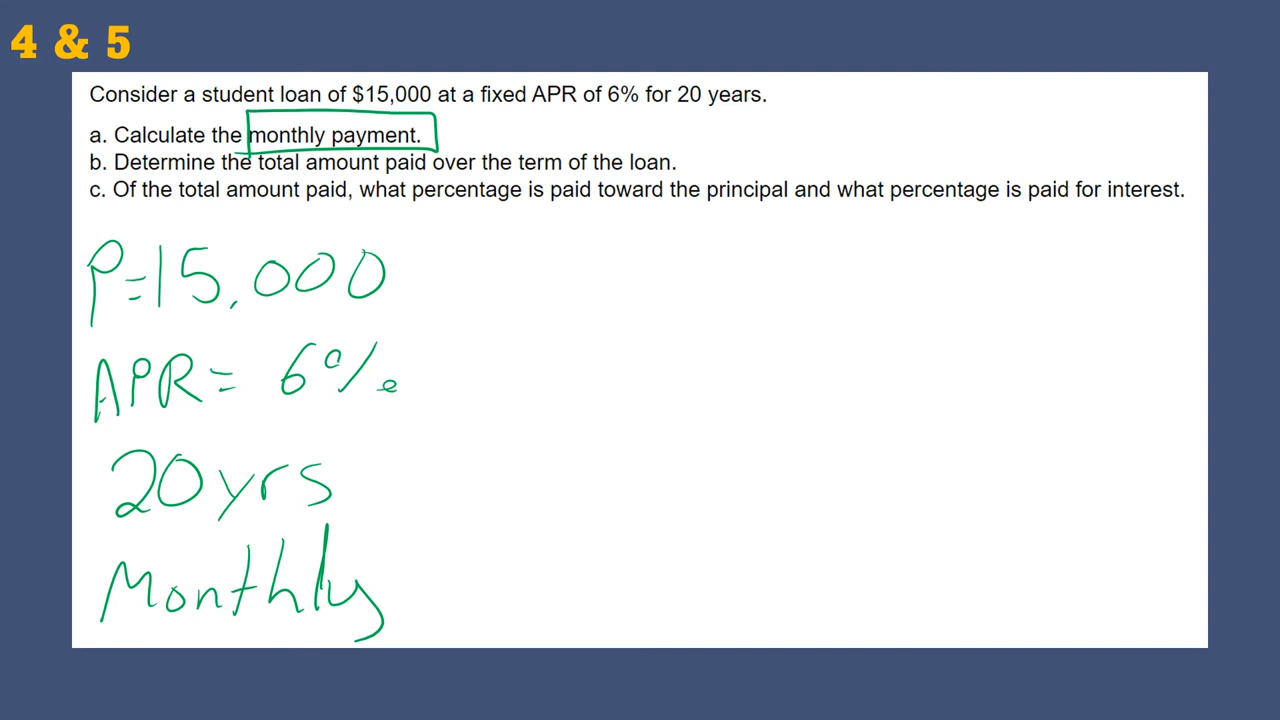 4 & 5
Consider a student loan of $15,000 at a fixed APR of 6% for 20 years.
a. Calculate the monthly payment.
b. Determine the total amount paid over the term of the loan.
c. Of the total amount paid, what percentage is paid toward the principal and what percentage is paid for interest.
P=15,000
APR= 6%
20 yrs
Monthly